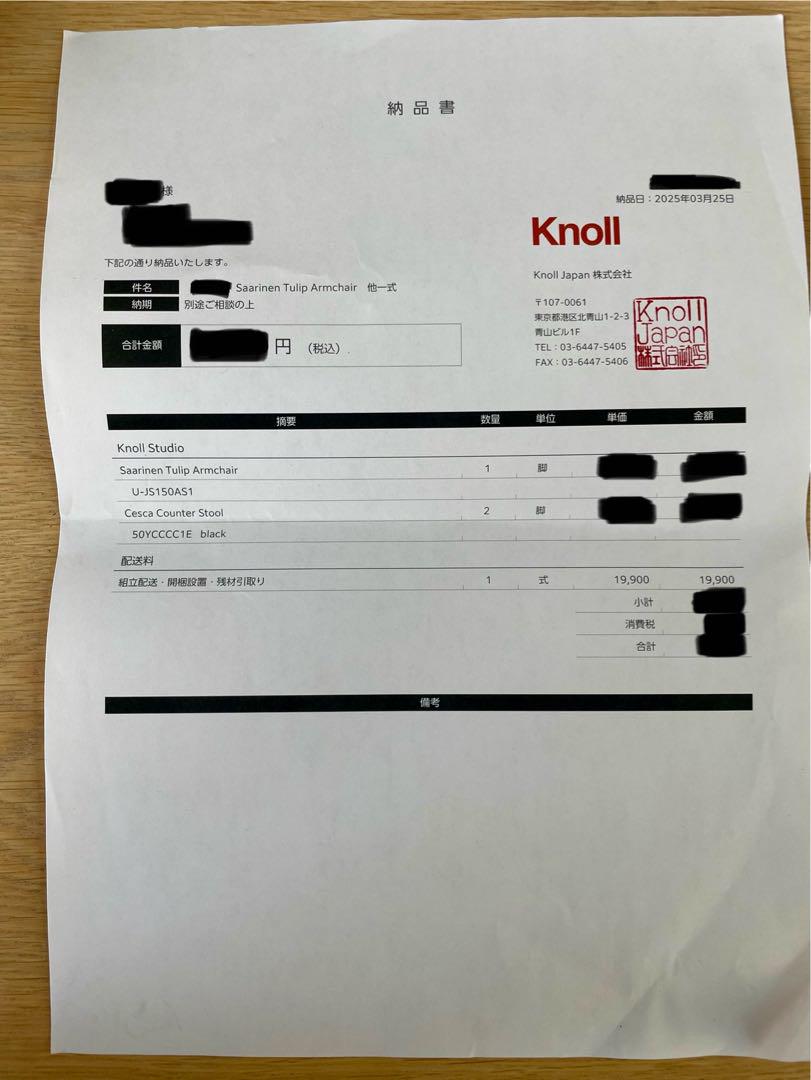 納品書
様
納品日：2025年03月25日
Knoll
下記の通り納品いたします。
Knoll Japan 株式会社
件名 Saarinen Tulip Armchair 他一式
納期 別途ご相談の上
〒107-0061
東京都港区北青山1-2-3
青山ビル1F
TEL：03-6447-5405
FAX：03-6447-5406
Knoll
Japan
株式会社印
合計金額 円 （税込）.
摘要 数量 単位 単価 金額
Knoll Studio
Saarinen Tulip Armchair 1 脚
U-JS150AS1
Cesca Counter Stool 2 脚
50YCCCC1E black
配送料
組立配送・開梱設置・残材引取り 1 式 19,900 19,900
小計
消費税
合計
備考